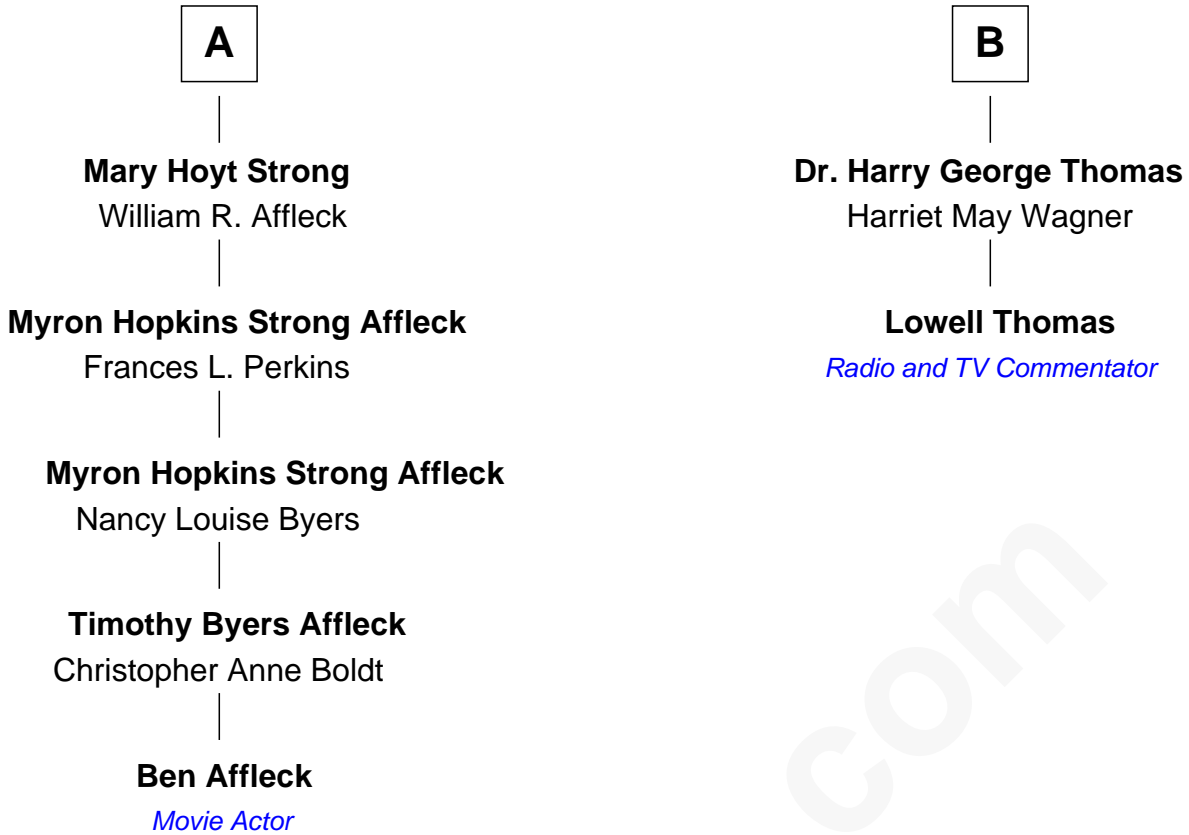 A
Mary Hoyt Strong
William R. Affleck
Myron Hopkins Strong Affleck
Frances L. Perkins
Myron Hopkins Strong Affleck
Nancy Louise Byers
Timothy Byers Affleck
Christopher Anne Boldt
Ben Affleck
Movie Actor
B
Dr. Harry George Thomas
Harriet May Wagner
Lowell Thomas
Radio and TV Commentator
com